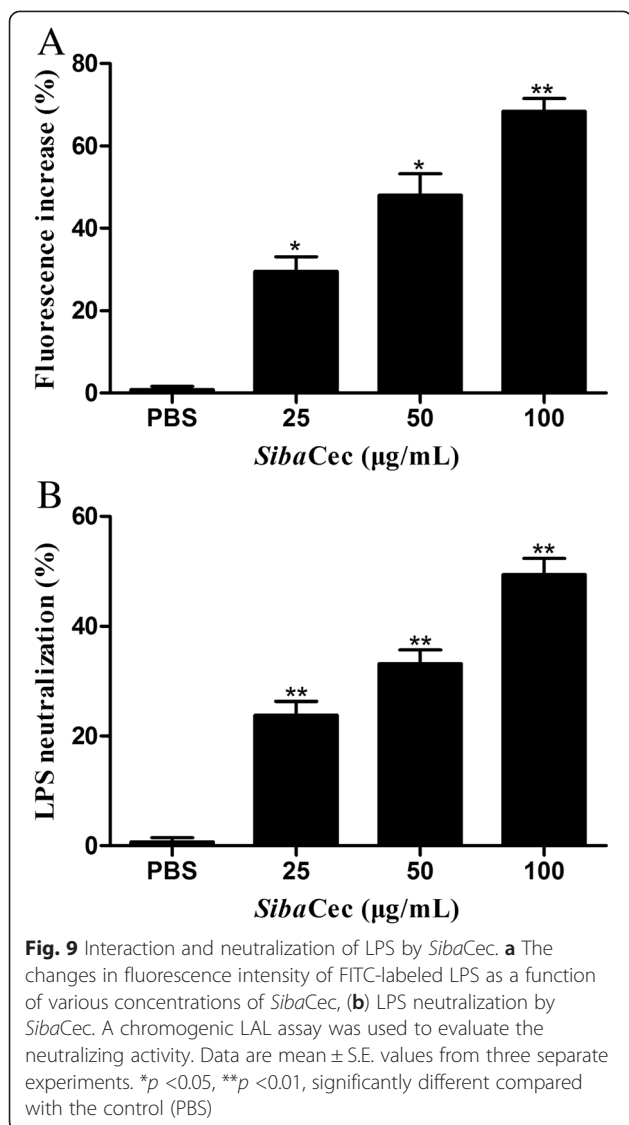 A
Fluorescence increase (%)
80
60
40
20
0
*
*
**
PBS 25 50 100
SibaCec (µg/mL)
B
LPS neutralization (%)
60
40
20
0
**
**
**
PBS 25 50 100
SibaCec (µg/mL)
Fig. 9 Interaction and neutralization of LPS by SibaCec. a The
changes in fluorescence intensity of FITC-labeled LPS as a function
of various concentrations of SibaCec, (b) LPS neutralization by
SibaCec. A chromogenic LAL assay was used to evaluate the
neutralizing activity. Data are mean ± S.E. values from three separate
experiments. *p <0.05, **p <0.01, significantly different compared
with the control (PBS)